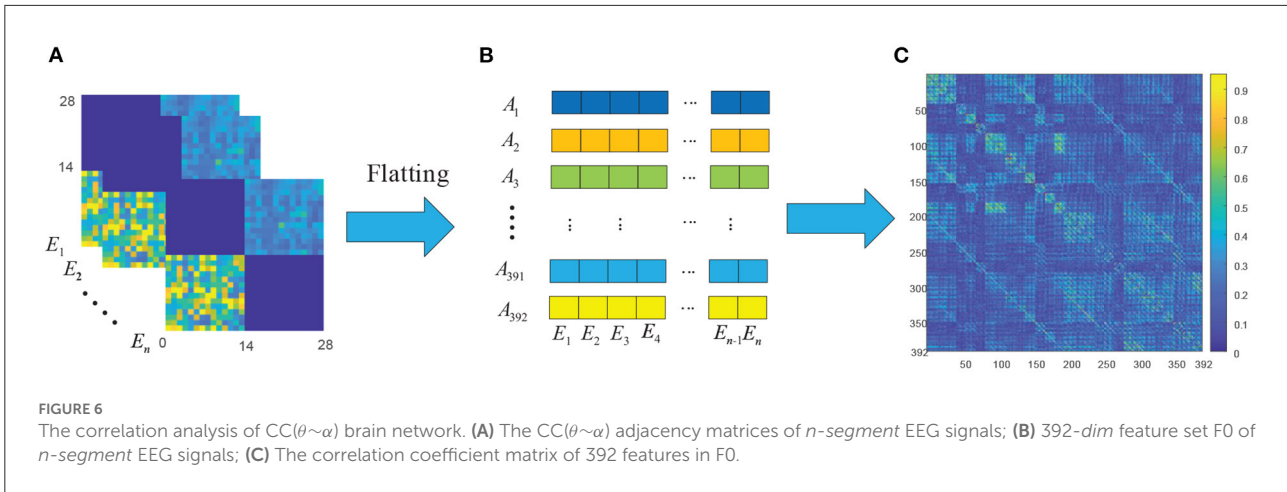 A
28
14
E1
E2
En
0
14
28
Flatting
B
A1
A2
A3
A391
A392
E1 E2 E3 E4 En-1 En
C
50
100
150
200
250
300
350
392
50 100 150 200 250 300 350 392
0.9
0.8
0.7
0.6
0.5
0.4
0.3
0.2
0.1
0
FIGURE 6
The correlation analysis of CC(θ~α) brain network. (A) The CC(θ~α) adjacency matrices of n-segment EEG signals; (B) 392-dim feature set F0 of
n-segment EEG signals; (C) The correlation coefficient matrix of 392 features in F0.